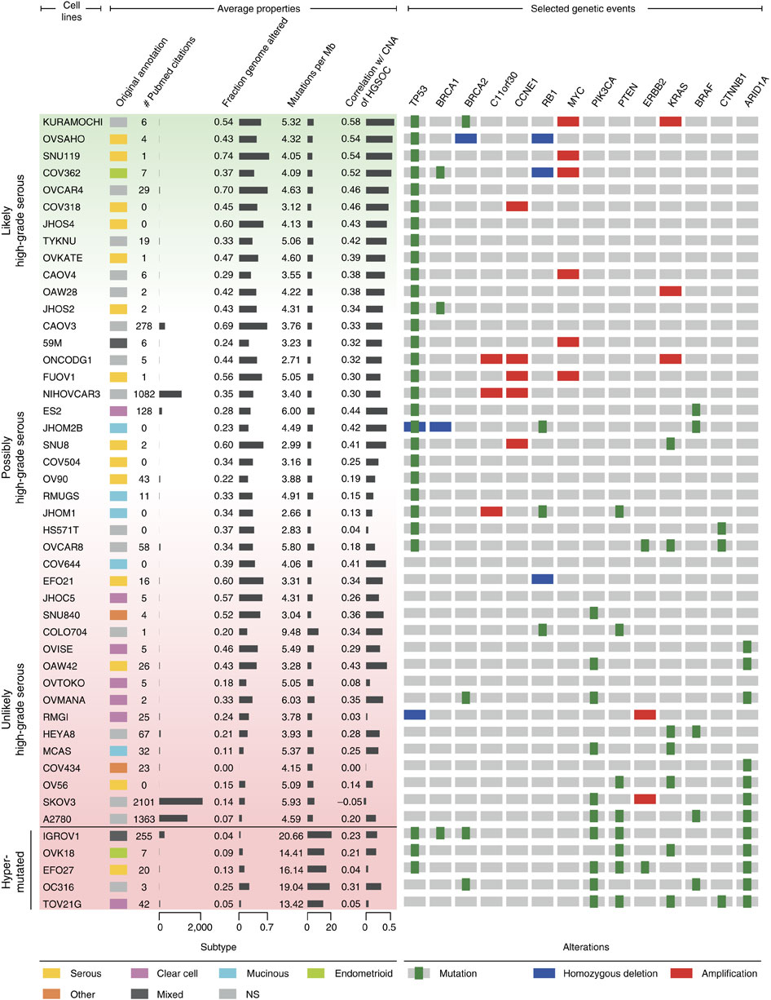 Cell lines
Average properties
Selected genetic events
Original annotation
# Pubmed citations
Fraction genome altered
Mutations per Mb
Correlation w/ CNA of HGSOC
TP53
BRCA1
BRCA2
C11orf30
CCNE1
RB1
MYC
PIK3CA
PTEN
ERBB2
KRAS
BRAF
CTNNB1
ARID1A
Likely high-grade serous
KURAMOCHI 6 0.54 5.32 0.58
OVSAHO 4 0.43 4.32 0.54
SNU119 1 0.74 4.05 0.54
COV362 7 0.37 4.09 0.52
OVCAR4 29 0.70 4.63 0.46
COV318 0 0.45 3.12 0.46
JHOS4 0 0.60 4.13 0.43
TYKNU 19 0.33 5.06 0.42
OVKATE 1 0.47 4.60 0.39
CAOV4 6 0.29 3.55 0.38
OAW28 2 0.42 4.22 0.38
JHOS2 2 0.43 4.31 0.34
CAOV3 278 0.69 3.76 0.33
59M 6 0.24 3.23 0.32
ONCODG1 5 0.44 2.71 0.32
FUOV1 1 0.56 5.05 0.30
NIHOVCAR3 1082 0.35 3.40 0.30
Possibly high-grade serous
ES2 128 0.28 6.00 0.44
JHOM2B 0 0.23 4.49 0.42
SNU8 2 0.60 2.99 0.41
COV504 0 0.34 3.16 0.25
OV90 43 0.22 3.88 0.19
RMUGS 11 0.33 4.91 0.15
JHOM1 0 0.34 2.66 0.13
HS571T 0 0.37 2.83 0.04
OVCAR8 58 0.34 5.80 0.18
Unlikely high-grade serous
COV644 0 0.39 4.06 0.41
EFO21 16 0.60 3.31 0.34
JHOC5 5 0.57 4.31 0.26
SNU840 4 0.52 3.04 0.36
COLO704 1 0.20 9.48 0.34
OVISE 5 0.46 5.49 0.29
OAW42 26 0.43 3.28 0.43
OVTOKO 5 0.18 5.05 0.08
OVMANA 2 0.33 6.03 0.35
RMGI 25 0.24 3.78 0.03
HEYA8 67 0.21 3.93 0.28
MCAS 32 0.11 5.37 0.25
COV434 23 0.00 4.15 0.00
OV56 0 0.15 5.09 0.14
SKOV3 2101 0.14 5.93 −0.05
A2780 1363 0.07 4.59 0.20
Hyper-mutated
IGROV1 255 0.04 20.66 0.23
OVK18 7 0.09 14.41 0.21
EFO27 20 0.13 16.14 0.04
OC316 3 0.25 19.04 0.31
TOV21G 42 0.05 13.42 0.05
0 2,000 0 0.7 0 20 0 0.5
Subtype
Alterations
Serous
Clear cell
Mucinous
Endometrioid
Mutation
Homozygous deletion
Amplification
Other
Mixed
NS